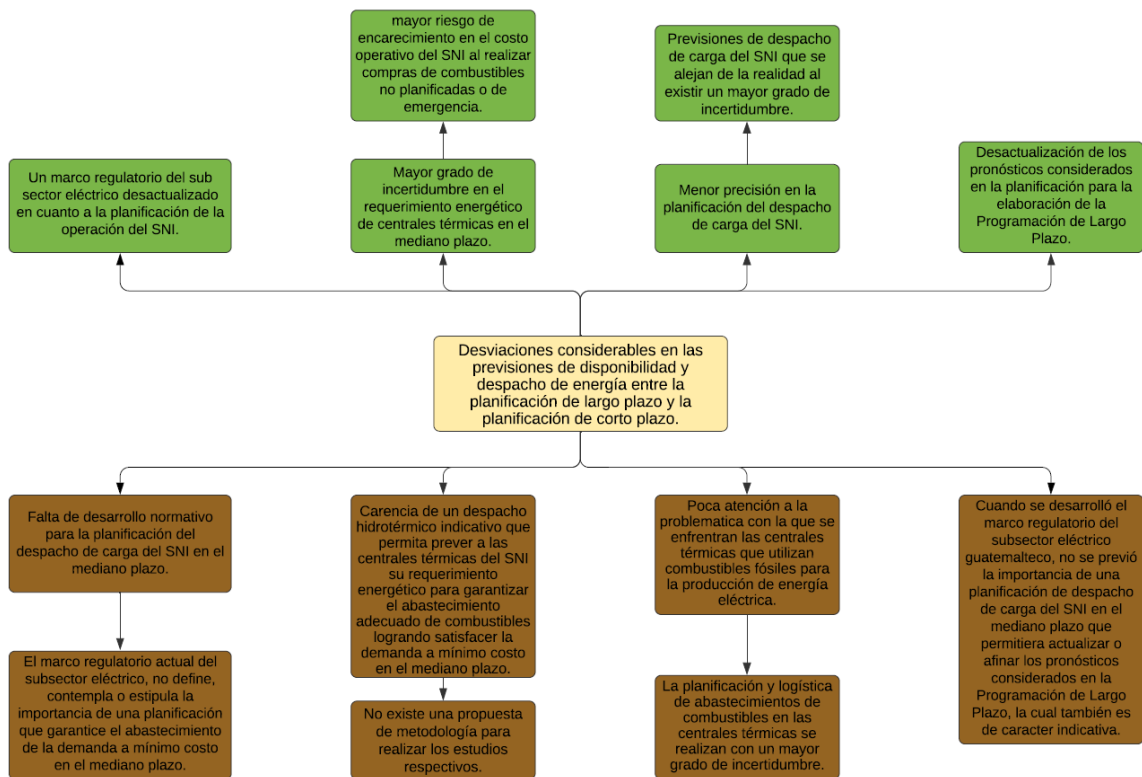 mayor riesgo de
encarecimiento en el costo
operativo del SNI al realizar
compras de combustibles
no planificadas o de
emergencia.
Previsiones de despacho
de carga del SNI que se
alejan de la realidad al
existir un mayor grado de
incertidumbre.
Un marco regulatorio del sub
sector eléctrico desactualizado
en cuanto a la planificación de la
operación del SNI.
Mayor grado de
incertidumbre en el
requerimiento energético
de centrales térmicas en el
mediano plazo.
Menor precisión en la
planificación del despacho
de carga del SNI.
Desactualización de los
pronósticos considerados
en la planificación para la
elaboración de la
Programación de Largo
Plazo.
Desviaciones considerables en las
previsiones de disponibilidad y
despacho de energía entre la
planificación de largo plazo y la
planificación de corto plazo.
Falta de desarrollo normativo
para la planificación del
despacho de carga del SNI en el
mediano plazo.
Carencia de un despacho
hidrotérmico indicativo que
permita prever a las
centrales térmicas del SNI
su requerimiento
energético para garantizar
el abastecimiento
adecuado de combustibles
logrando satisfacer la
demanda a mínimo costo
en el mediano plazo.
Poca atención a la
problematica con la que se
enfrentan las centrales
térmicas que utilizan
combustibles fósiles para
la producción de energía
eléctrica.
Cuando se desarrolló el
marco regulatorio del
subsector eléctrico
guatemalteco, no se previó
la importancia de una
planificación de despacho
de carga del SNI en el
mediano plazo que
permitiera actualizar o
afinar los pronósticos
considerados en la
Programación de Largo
Plazo, la cual también es
de caracter indicativa.
El marco regulatorio actual del
subsector eléctrico, no define,
contempla o estipula la
importancia de una planificación
que garantice el abastecimiento
de la demanda a mínimo costo
en el mediano plazo.
No existe una propuesta
de metodología para
realizar los estudios
respectivos.
La planificación y logística
de abastecimientos de
combustibles en las
centrales térmicas se
realizan con un mayor
grado de incertidumbre.